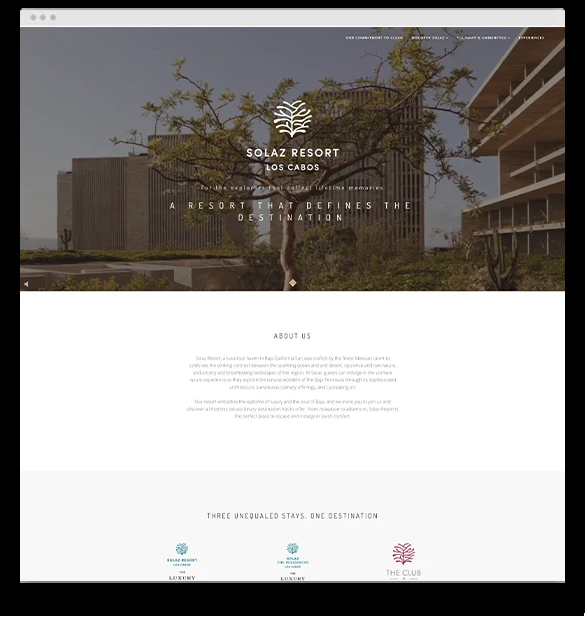 OUR COMMITMENT TO CLEAN DISCOVER SOLAZ CULINARY & AMENITIES EXPERIENCES
SOLAZ RESORT
LOS CABOS
For the explorers that collect lifetime memories
A RESORT THAT DEFINES THE
DESTINATION
ABOUT US
Solaz Resort, a luxurious haven in Baja California Sur, was crafted by the finest Mexican talent to
celebrate the striking contrast between the sparkling ocean and arid desert, opulence and raw nature,
and artistry and breathtaking landscapes of the region. At Solaz, guests can indulge in the ultimate
luxury experience as they explore the natural wonders of the Baja Peninsula through its sophisticated
architecture, sumptuous culinary offerings, and captivating art.
Our resort embodies the epitome of luxury and the soul of Baja, and we invite you to join us and
discover all that this extraordinary destination has to offer. From relaxation to adventure, Solaz Resort is
the perfect place to escape and indulge in lavish comfort.
THREE UNEQUALED STAYS, ONE DESTINATION
SOLAZ RESORT
LOS CABOS
THE
LUXURY
SOLAZ
THE RESIDENCES
LOS CABOS
THE
LUXURY
THE CLUB